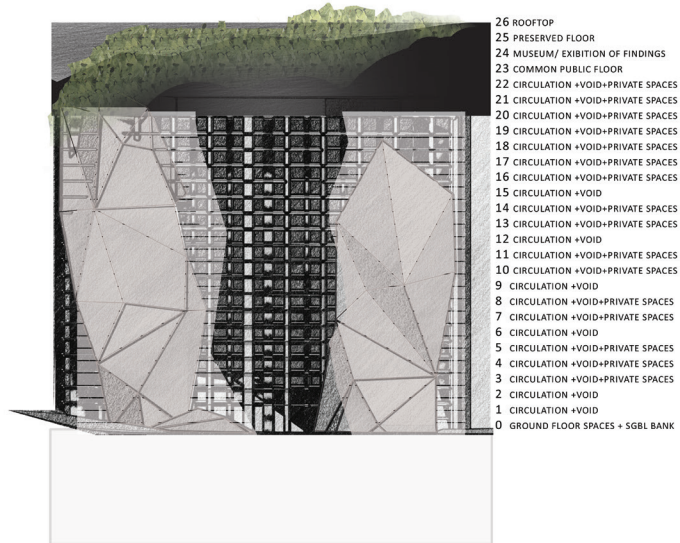 26 ROOFTOP
25 PRESERVED FLOOR
24 MUSEUM/ EXIBITION OF FINDINGS
23 COMMON PUBLIC FLOOR
22 CIRCULATION +VOID+PRIVATE SPACES
21 CIRCULATION +VOID+PRIVATE SPACES
20 CIRCULATION +VOID+PRIVATE SPACES
19 CIRCULATION +VOID+PRIVATE SPACES
18 CIRCULATION +VOID+PRIVATE SPACES
17 CIRCULATION +VOID+PRIVATE SPACES
16 CIRCULATION +VOID+PRIVATE SPACES
15 CIRCULATION +VOID
14 CIRCULATION +VOID+PRIVATE SPACES
13 CIRCULATION +VOID+PRIVATE SPACES
12 CIRCULATION +VOID
11 CIRCULATION +VOID+PRIVATE SPACES
10 CIRCULATION +VOID+PRIVATE SPACES
9 CIRCULATION +VOID
8 CIRCULATION +VOID+PRIVATE SPACES
7 CIRCULATION +VOID+PRIVATE SPACES
6 CIRCULATION +VOID
5 CIRCULATION +VOID+PRIVATE SPACES
4 CIRCULATION +VOID+PRIVATE SPACES
3 CIRCULATION +VOID+PRIVATE SPACES
2 CIRCULATION +VOID
1 CIRCULATION +VOID
0 GROUND FLOOR SPACES + SGBL BANK